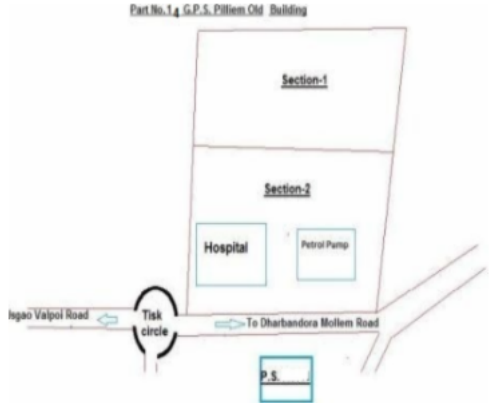 Part No.14 G.P.S. Pilliem Old Building
Section-1
Section-2
Hospital
Petrol Pump
Usgao Valpoi Road
Tisk
circle
To Dharbandora Mollem Road
P.S.